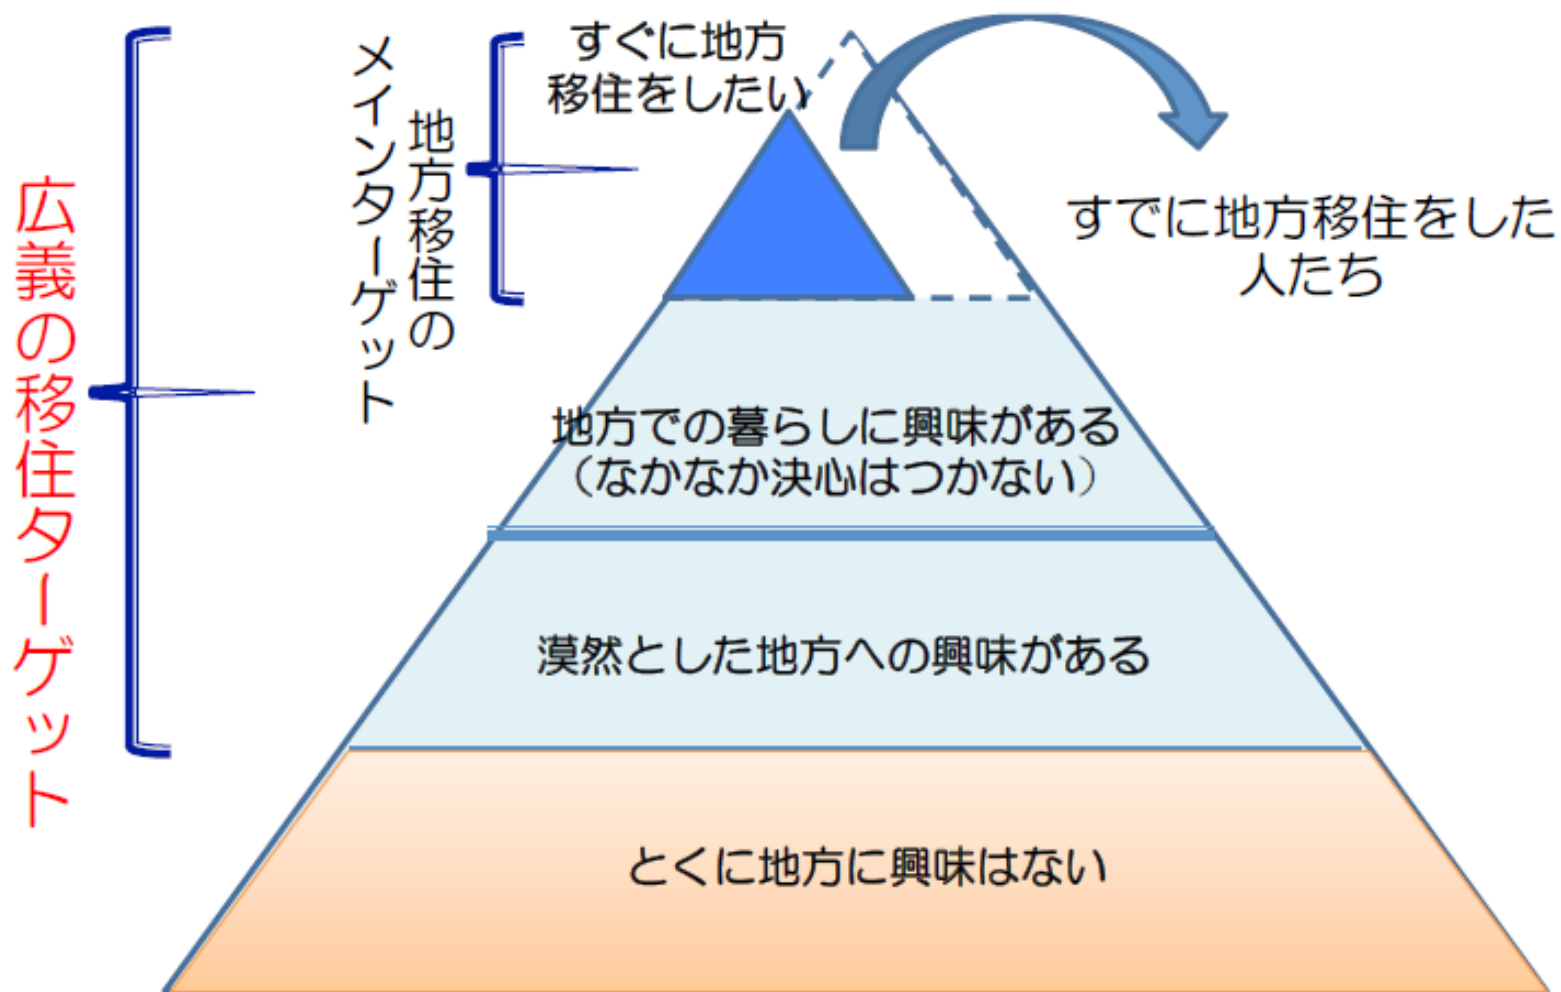 広義の移住ターゲット
地方移住の
メインターゲット
すぐに地方
移住をしたい
すでに地方移住をした
人たち
地方での暮らしに興味がある
（なかなか決心はつかない）
漠然とした地方への興味がある
とくに地方に興味はない